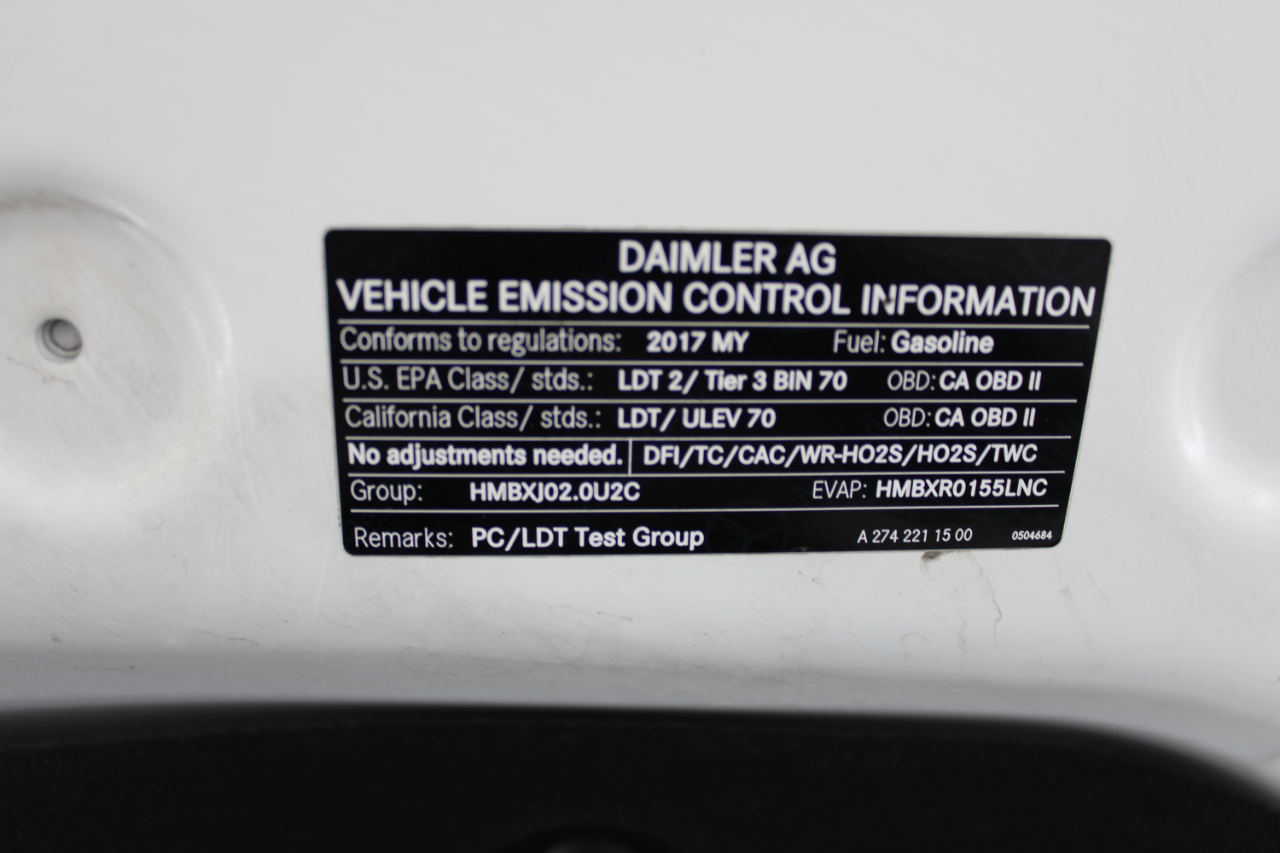 DAIMLER AG
VEHICLE EMISSION CONTROL INFORMATION
Conforms to regulations: 2017 MY Fuel: Gasoline
U.S. EPA Class/ stds.: LDT 2/ Tier 3 BIN 70 OBD: CA OBD II
California Class/ stds.: LDT/ ULEV 70 OBD: CA OBD II
No adjustments needed. DFI/TC/CAC/WR-HO2S/HO2S/TWC
Group: HMBXJ02.0U2C EVAP: HMBXR0155LNC
Remarks: PC/LDT Test Group A 274 221 15 00 0504684